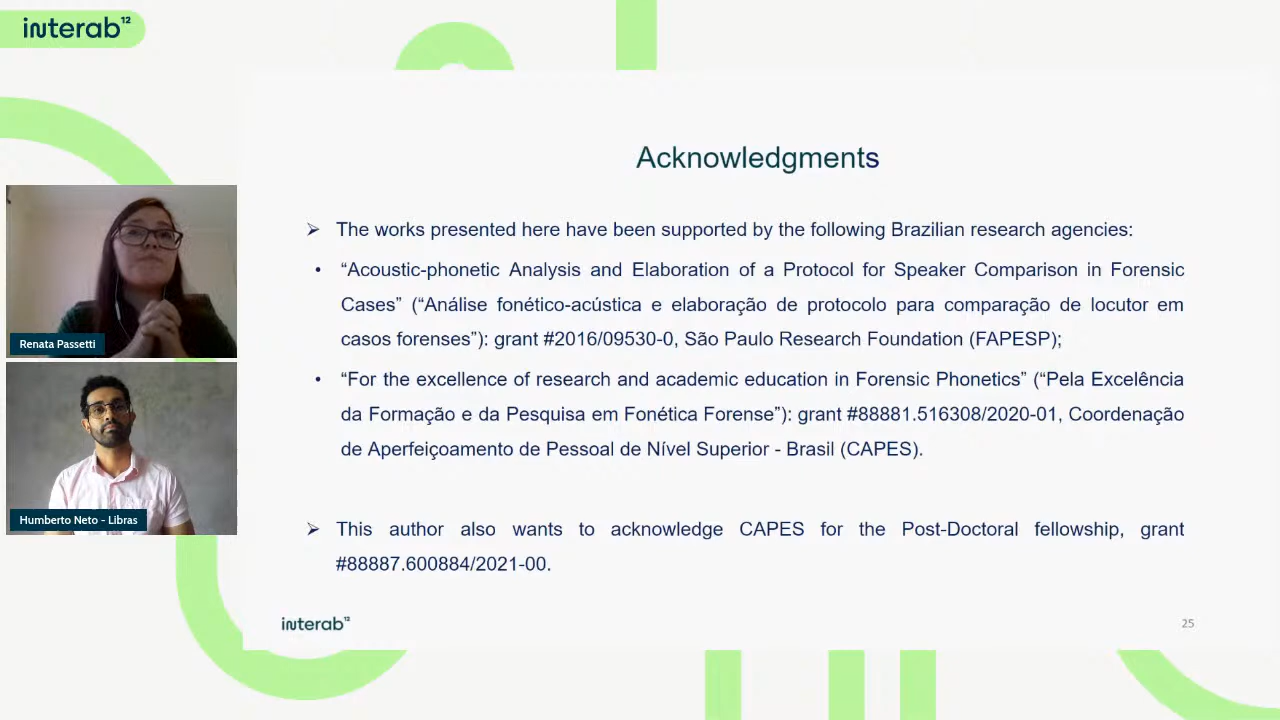 interab¹²
Acknowledgments
➢ The works presented here have been supported by the following Brazilian research agencies:
• “Acoustic-phonetic Analysis and Elaboration of a Protocol for Speaker Comparison in Forensic
Cases” (“Análise fonético-acústica e elaboração de protocolo para comparação de locutor em
casos forenses”): grant #2016/09530-0, São Paulo Research Foundation (FAPESP);
• “For the excellence of research and academic education in Forensic Phonetics” (“Pela Excelência
da Formação e da Pesquisa em Fonética Forense”): grant #88881.516308/2020-01, Coordenação
de Aperfeiçoamento de Pessoal de Nível Superior - Brasil (CAPES).
➢ This author also wants to acknowledge CAPES for the Post-Doctoral fellowship, grant
#88887.600884/2021-00.
interab¹²
25
Renata Passetti
Humberto Neto - Libras